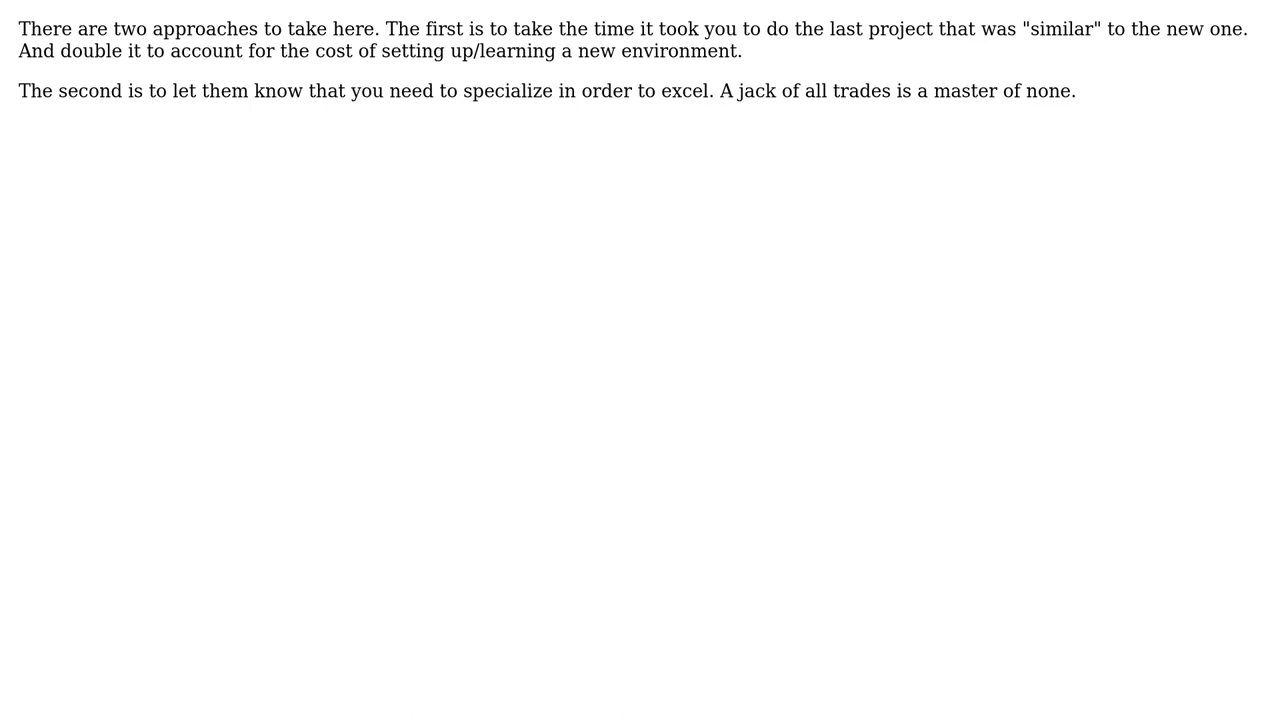 There are two approaches to take here. The first is to take the time it took you to do the last project that was "similar" to the new one.
And double it to account for the cost of setting up/learning a new environment.
The second is to let them know that you need to specialize in order to excel. A jack of all trades is a master of none.